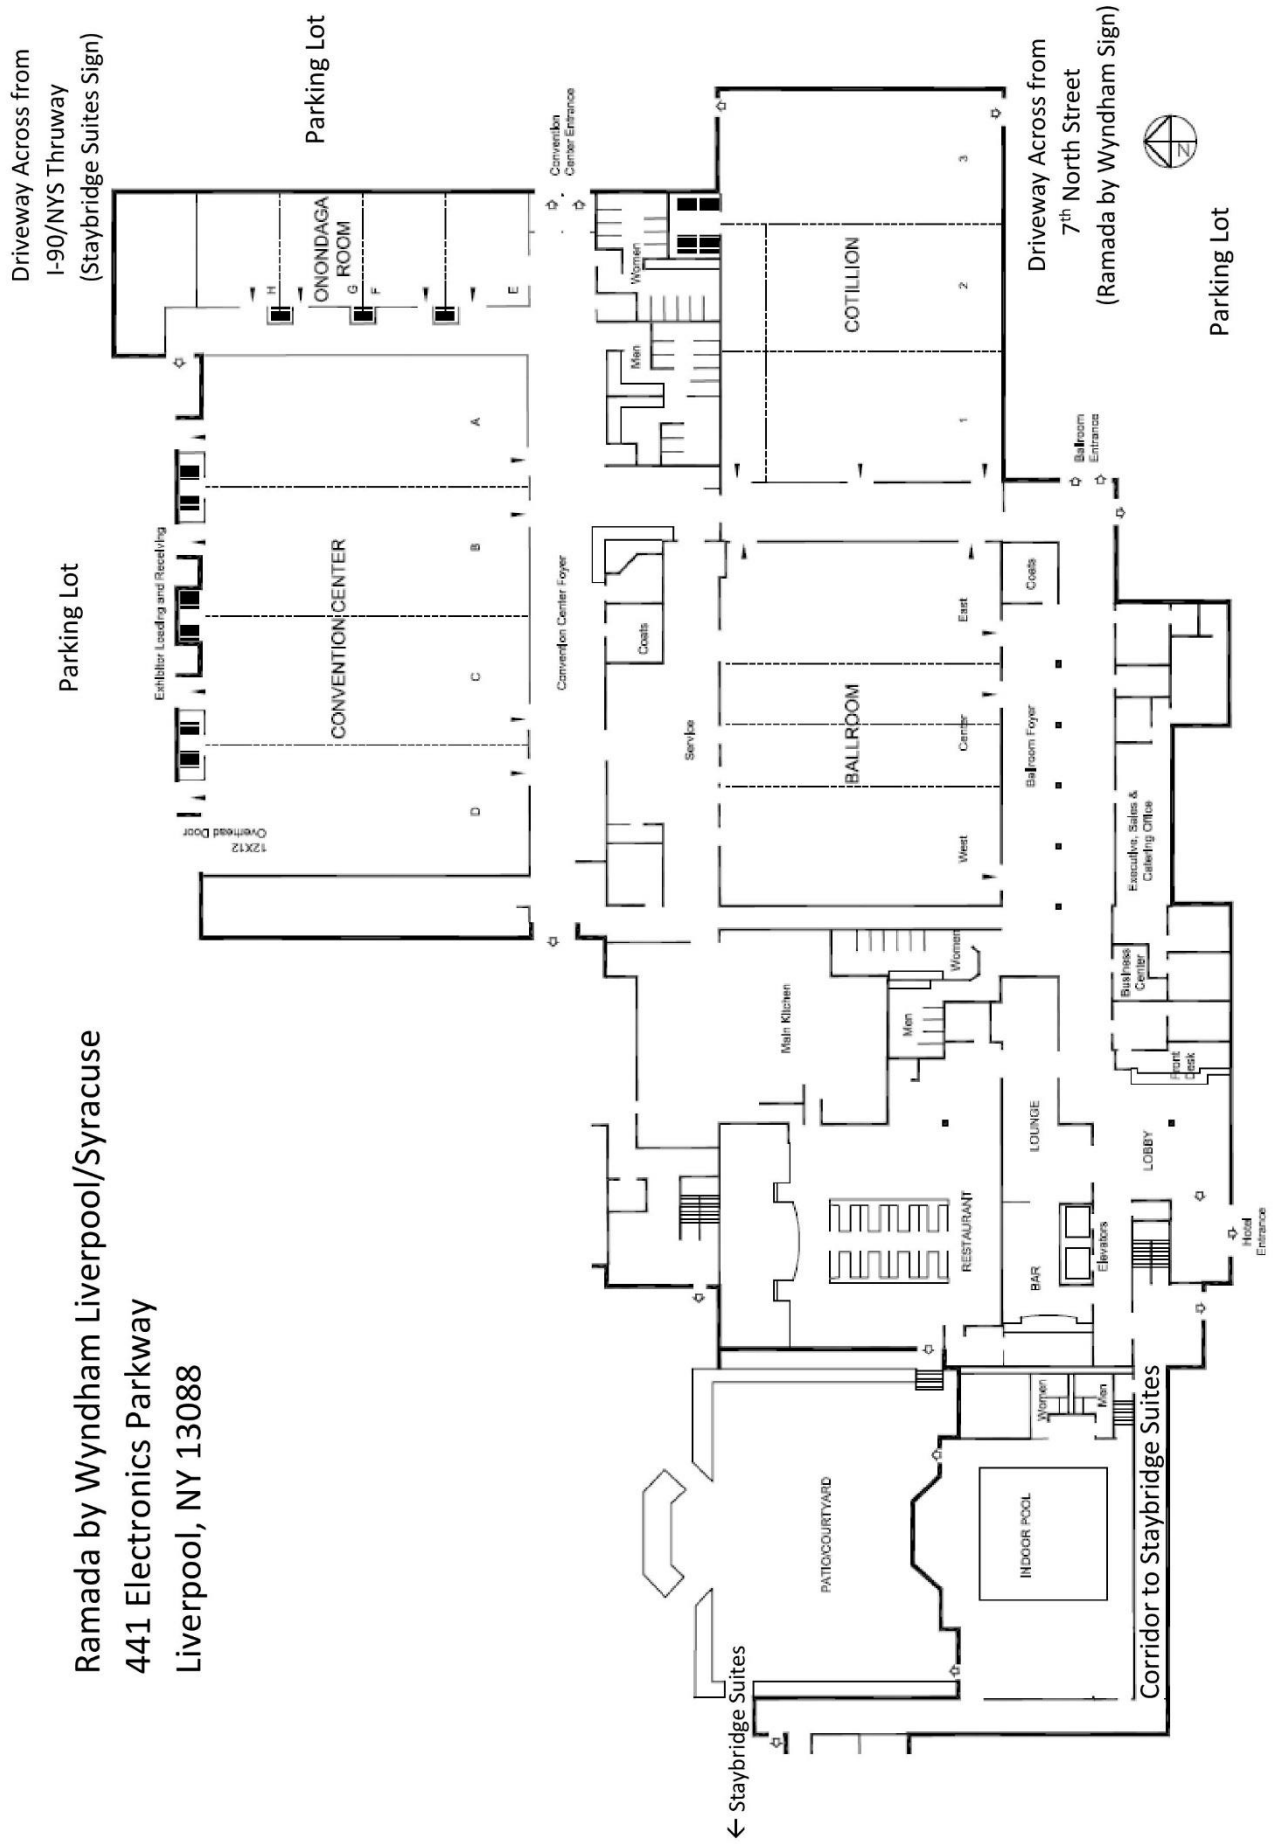 Ramada by Wyndham Liverpool/Syracuse
441 Electronics Parkway
Liverpool, NY 13088
Driveway Across from
I-90/NYS Thruway
(Staybridge Suites Sign)
Parking Lot
Parking Lot
Exhibitor Loading and Receiving
12X12
Overhead Door
CONVENTION CENTER
D
C
B
A
ONONDAGA
ROOM
H
G
F
E
Convention Center Foyer
Convention
Center Entrance
Coats
Service
Men
Women
Main Kitchen
BALLROOM
West
Center
East
COTILLION
1
2
3
Women
Men
Ballroom Foyer
Coats
Ballroom
Entrance
Driveway Across from
7th North Street
(Ramada by Wyndham Sign)
N
Parking Lot
Executive, Sales &
Catering Office
Business
Center
Front
Desk
LOBBY
LOUNGE
RESTAURANT
BAR
Elevators
Hotel
Entrance
PATIO/COURTYARD
INDOOR POOL
Women
Men
Corridor to Staybridge Suites
← Staybridge Suites